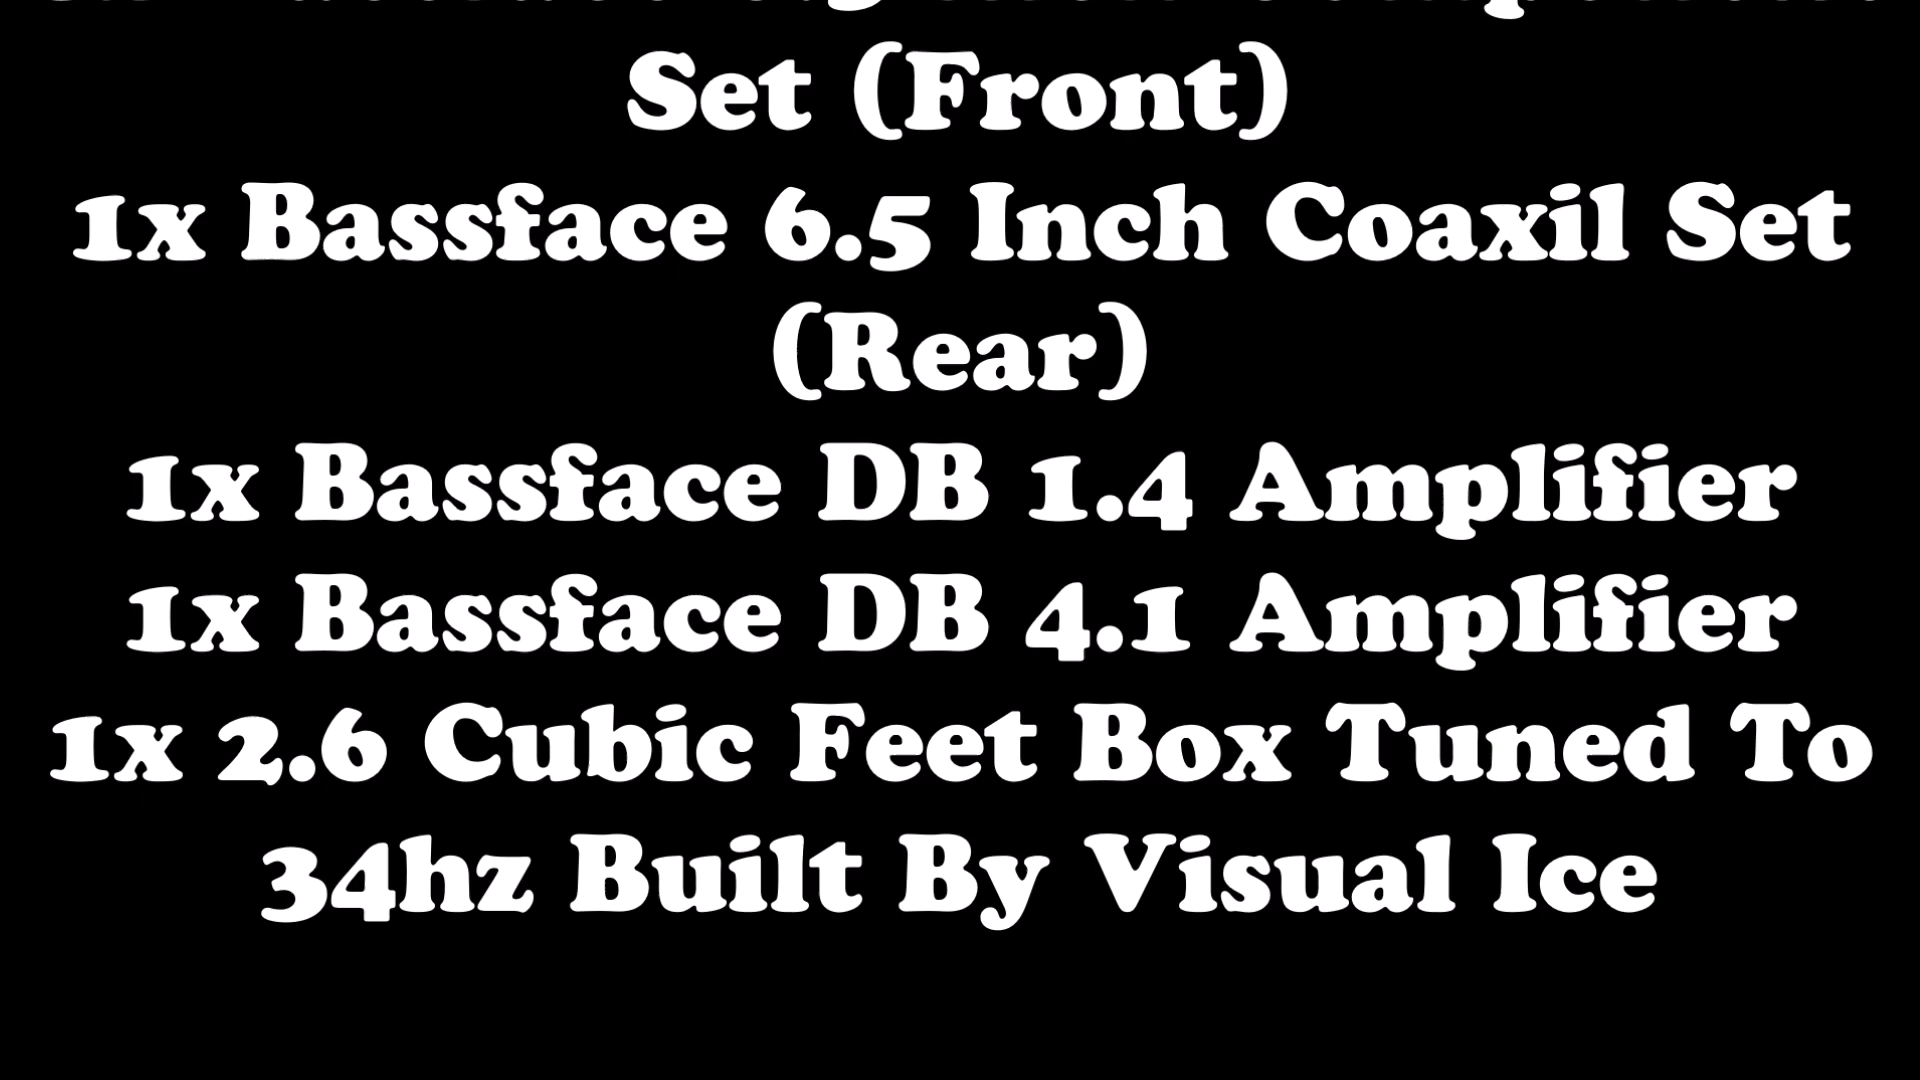 Set (Front)
1x Bassface 6.5 Inch Coaxil Set
(Rear)
1x Bassface DB 1.4 Amplifier
1x Bassface DB 4.1 Amplifier
1x 2.6 Cubic Feet Box Tuned To
34hz Built By Visual Ice